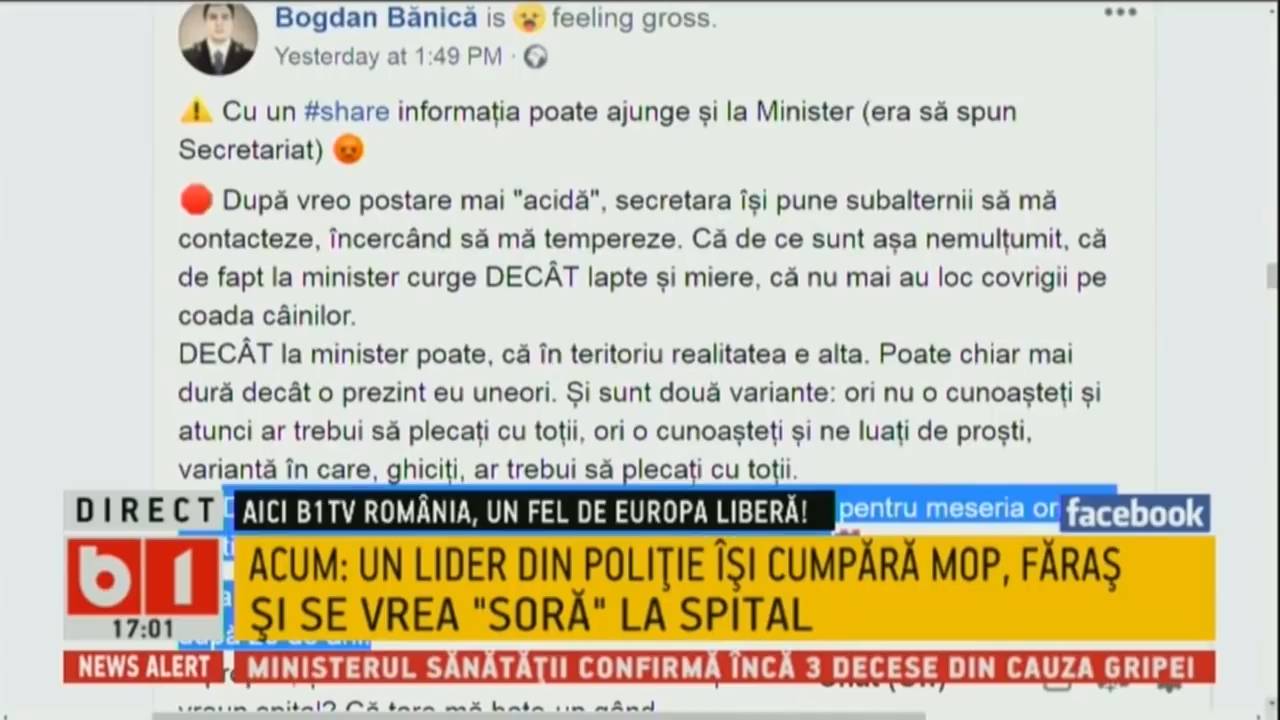 Bogdan Bănică is feeling gross.
Yesterday at 1:49 PM ·
Cu un #share informația poate ajunge și la Minister (era să spun
Secretariat)
După vreo postare mai "acidă", secretara își pune subalternii să mă
contacteze, încercând să mă tempereze. Că de ce sunt așa nemulțumit, că
de fapt la minister curge DECÂT lapte și miere, că nu mai au loc covrigii pe
coada câinilor.
DECÂT la minister poate, că în teritoriu realitatea e alta. Poate chiar mai
dură decât o prezint eu uneori. Și sunt două variante: ori nu o cunoașteți și
atunci ar trebui să plecați cu toții, ori o cunoașteți și ne luați de proști,
variantă în care, ghiciți, ar trebui să plecați cu toții.
pentru meseria
DIRECT
AICI B1TV ROMÂNIA, UN FEL DE EUROPA LIBERĂ!
facebook
b1
ACUM: UN LIDER DIN POLIŢIE ÎŞI CUMPĂRĂ MOP, FĂRAŞ
ŞI SE VREA "SORĂ" LA SPITAL
17:01
NEWS ALERT
MINISTERUL SĂNĂTĂŢII CONFIRMĂ ÎNCĂ 3 DECESE DIN CAUZA GRIPEI